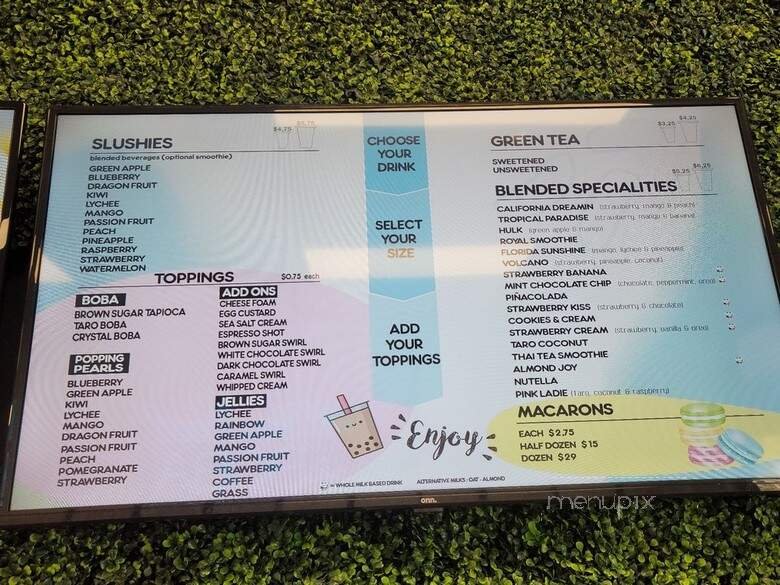 SLUSHIES
$4.75 $5.75
blended beverages (optional smoothie)
GREEN APPLE
BLUEBERRY
DRAGON FRUIT
KIWI
LYCHEE
MANGO
PASSION FRUIT
PEACH
PINEAPPLE
RASPBERRY
STRAWBERRY
WATERMELON
TOPPINGS $0.75 each
BOBA
BROWN SUGAR TAPIOCA
TARO BOBA
CRYSTAL BOBA
POPPING
PEARLS
BLUEBERRY
GREEN APPLE
KIWI
LYCHEE
MANGO
DRAGON FRUIT
PASSION FRUIT
PEACH
POMEGRANATE
STRAWBERRY
ADD ONS
CHEESE FOAM
EGG CUSTARD
SEA SALT CREAM
ESPRESSO SHOT
BROWN SUGAR SWIRL
WHITE CHOCOLATE SWIRL
DARK CHOCOLATE SWIRL
CARAMEL SWIRL
WHIPPED CREAM
JELLIES
LYCHEE
RAINBOW
GREEN APPLE
MANGO
PASSION FRUIT
STRAWBERRY
COFFEE
GRASS
CHOOSE
YOUR
DRINK
SELECT
YOUR
SIZE
ADD
YOUR
TOPPINGS
Enjoy
= WHOLE MILK BASED DRINK ALTERNATIVE MILKS : OAT - ALMOND
GREEN TEA
$3.25 $4.25
SWEETENED
UNSWEETENED
BLENDED SPECIALITIES
$5.25 $6.25
CALIFORNIA DREAMIN (strawberry, mango & peach)
TROPICAL PARADISE (strawberry, mango & banana)
HULK (green apple & mango)
ROYAL SMOOTHIE
FLORIDA SUNSHINE (mango, lychee & pineapple)
VOLCANO (strawberry, pineapple, coconut)
STRAWBERRY BANANA
MINT CHOCOLATE CHIP (chocolate, peppermint, oreo)
PIÑACOLADA
STRAWBERRY KISS (strawberry & chocolate)
COOKIES & CREAM
STRAWBERRY CREAM (strawberry, vanilla & oreo)
TARO COCONUT
THAI TEA SMOOTHIE
ALMOND JOY
NUTELLA
PINK LADIE (Taro, coconut & raspberry)
MACARONS
EACH $2.75
HALF DOZEN $15
DOZEN $29
onn.
menupix